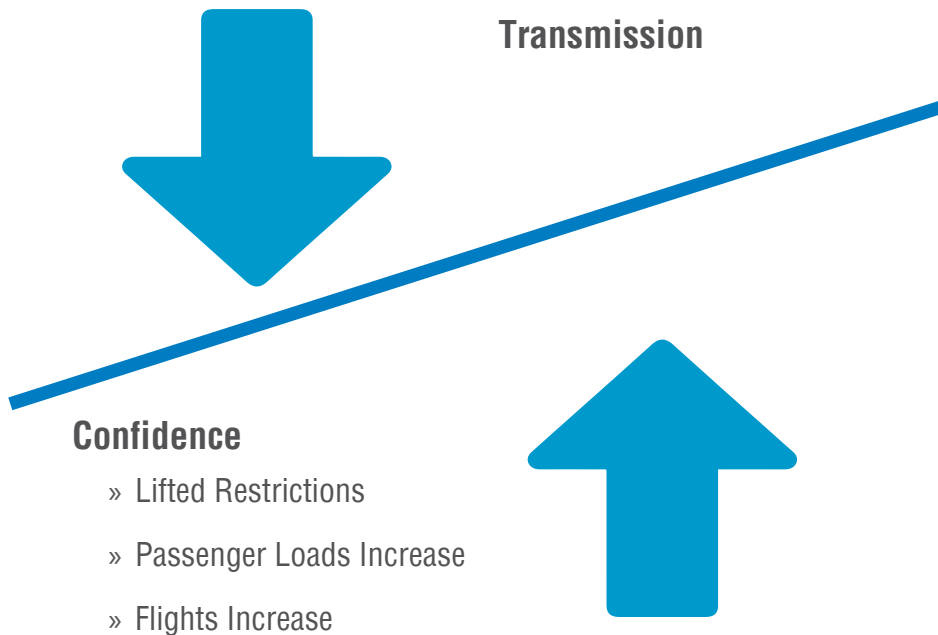 Transmission
Confidence
» Lifted Restrictions
» Passenger Loads Increase
» Flights Increase